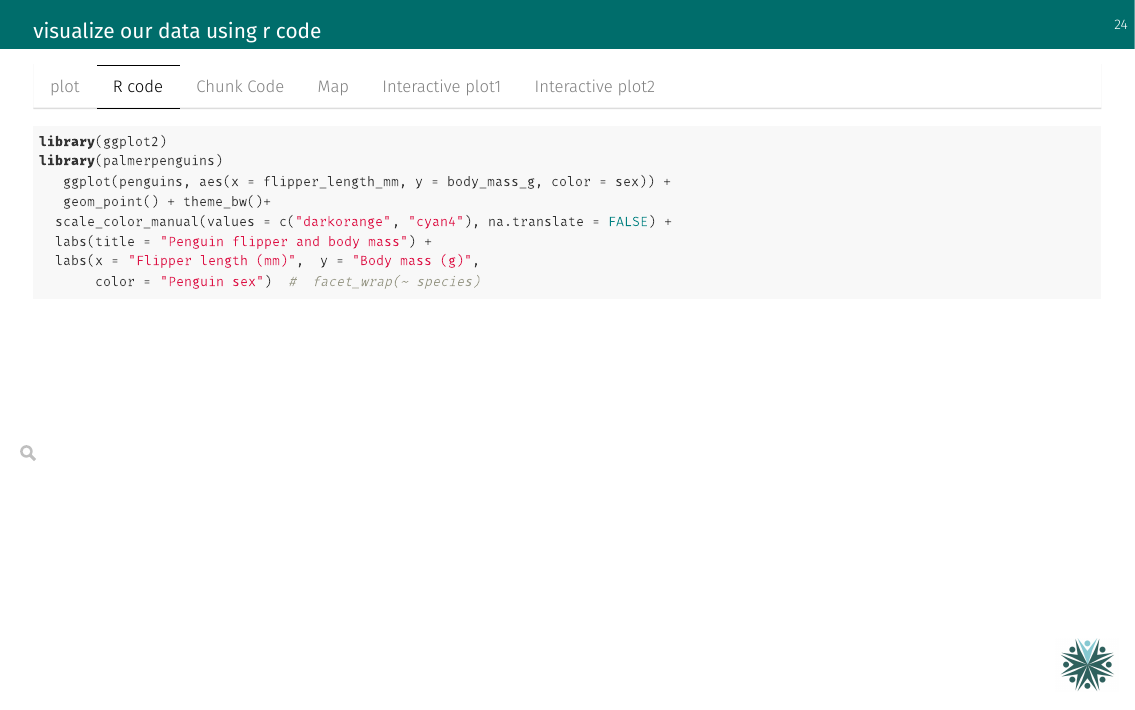 visualize our data using r code
24
plot R code Chunk Code Map Interactive plot1 Interactive plot2
library(ggplot2)
library(palmerpenguins)
   ggplot(penguins, aes(x = flipper_length_mm, y = body_mass_g, color = sex)) +
   geom_point() + theme_bw()+
  scale_color_manual(values = c("darkorange", "cyan4"), na.translate = FALSE) +
  labs(title = "Penguin flipper and body mass") +
  labs(x = "Flipper length (mm)",  y = "Body mass (g)",
       color = "Penguin sex")  #  facet_wrap(~ species)